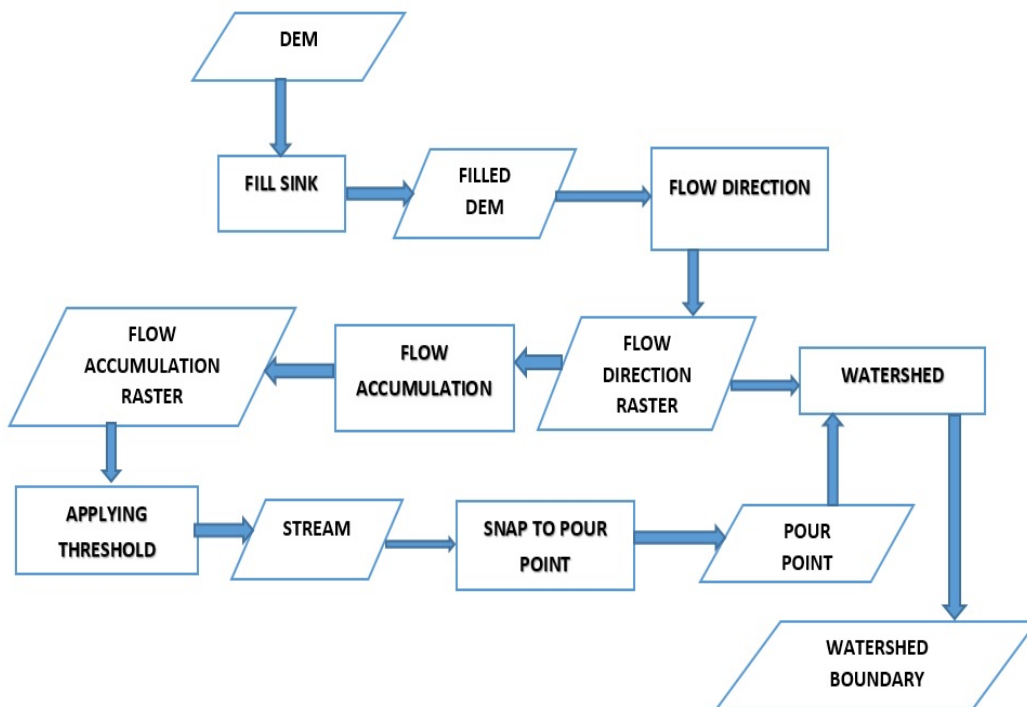 DEM
FILL SINK
FILLED
DEM
FLOW DIRECTION
FLOW
ACCUMULATION
RASTER
FLOW
ACCUMULATION
FLOW
DIRECTION
RASTER
WATERSHED
APPLYING
THRESHOLD
STREAM
SNAP TO POUR
POINT
POUR
POINT
WATERSHED
BOUNDARY